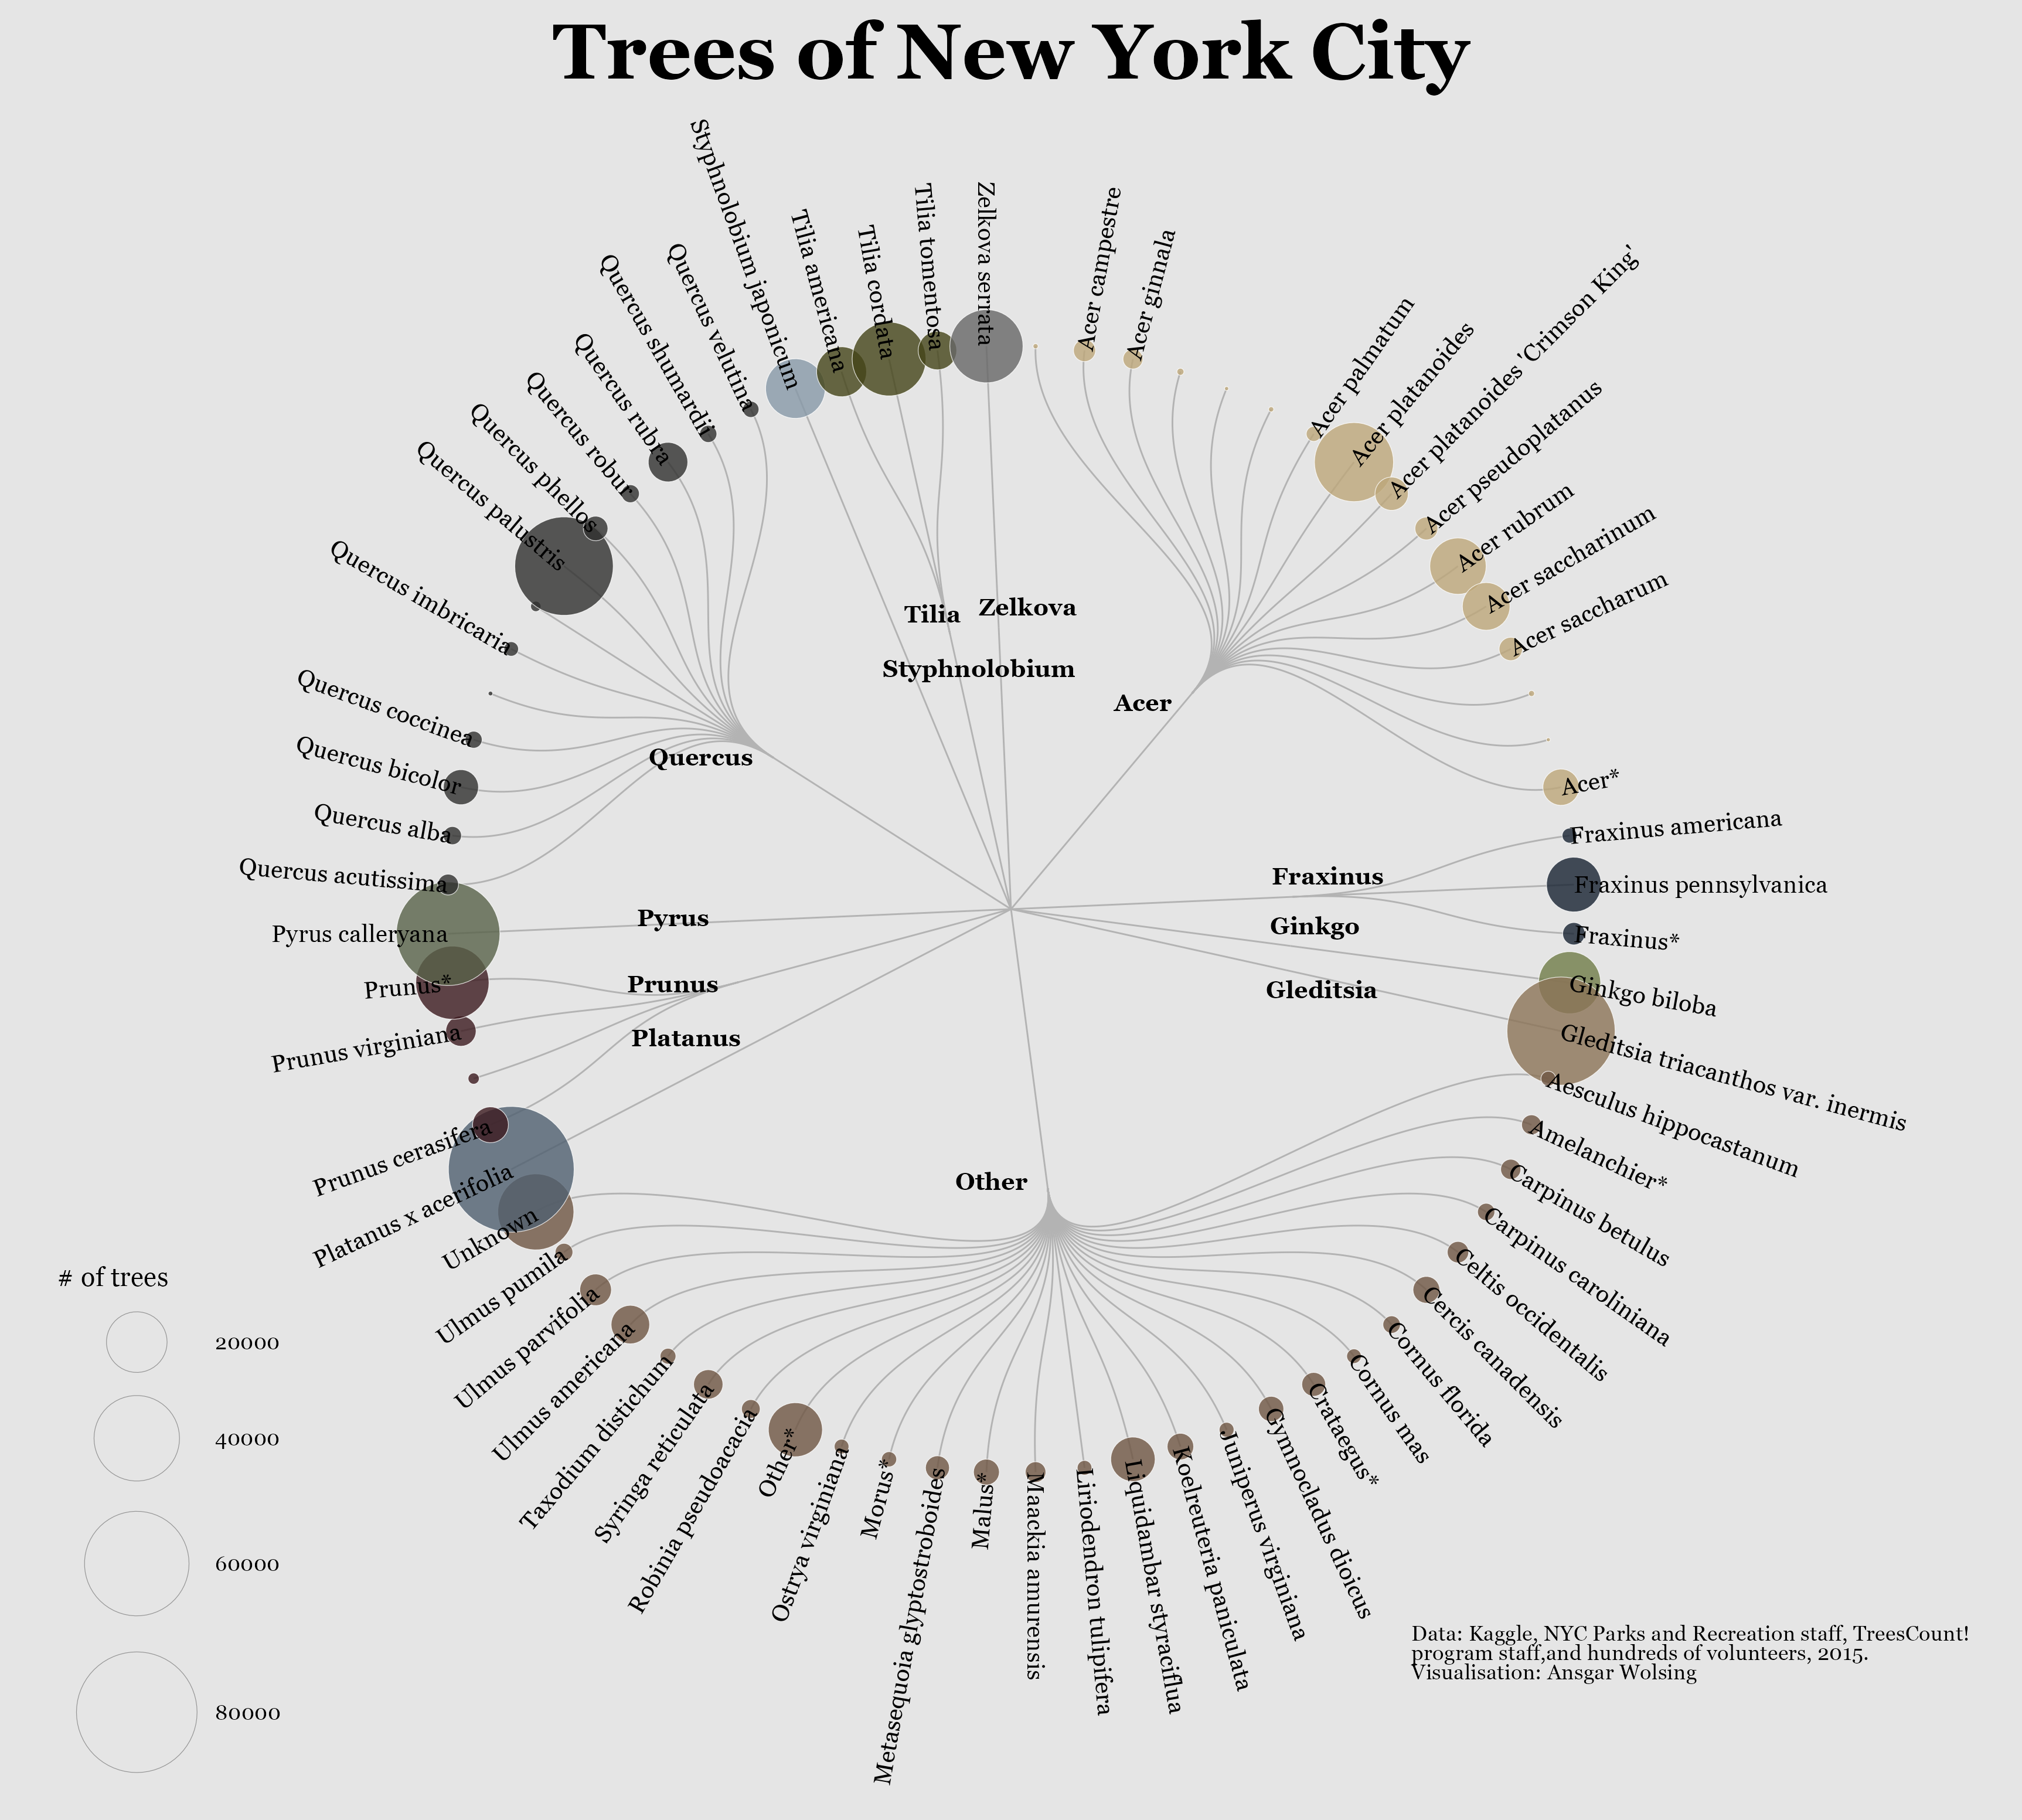 Trees of New York City
Styphnolobium japonicum
Tilia americana
Tilia cordata
Tilia tomentosa
Zelkova serrata
Acer campestre
Acer ginnala
Acer palmatum
Acer platanoides
Acer platanoides 'Crimson King'
Acer pseudoplatanus
Acer rubrum
Acer saccharinum
Acer saccharum
Acer*
Fraxinus americana
Fraxinus pennsylvanica
Fraxinus*
Ginkgo biloba
Gleditsia triacanthos var. inermis
Aesculus hippocastanum
Amelanchier*
Carpinus betulus
Carpinus caroliniana
Celtis occidentalis
Cercis canadensis
Cornus florida
Cornus mas
Crataegus*
Gymnocladus dioicus
Juniperus virginiana
Koelreuteria paniculata
Liquidambar styraciflua
Liriodendron tulipifera
Maackia amurensis
Malus*
Metasequoia glyptostroboides
Morus*
Ostrya virginiana
Other*
Robinia pseudoacacia
Syringa reticulata
Taxodium distichum
Ulmus americana
Ulmus parvifolia
Ulmus pumila
Unknown
Platanus x acerifolia
Prunus cerasifera
Prunus virginiana
Prunus*
Pyrus calleryana
Quercus acutissima
Quercus alba
Quercus bicolor
Quercus coccinea
Quercus imbricaria
Quercus palustris
Quercus phellos
Quercus robur
Quercus rubra
Quercus shumardii
Quercus velutina
Tilia
Zelkova
Styphnolobium
Acer
Quercus
Fraxinus
Pyrus
Ginkgo
Prunus
Gleditsia
Platanus
Other
# of trees
20000
40000
60000
80000
Data: Kaggle, NYC Parks and Recreation staff, TreesCount!
program staff,and hundreds of volunteers, 2015.
Visualisation: Ansgar Wolsing